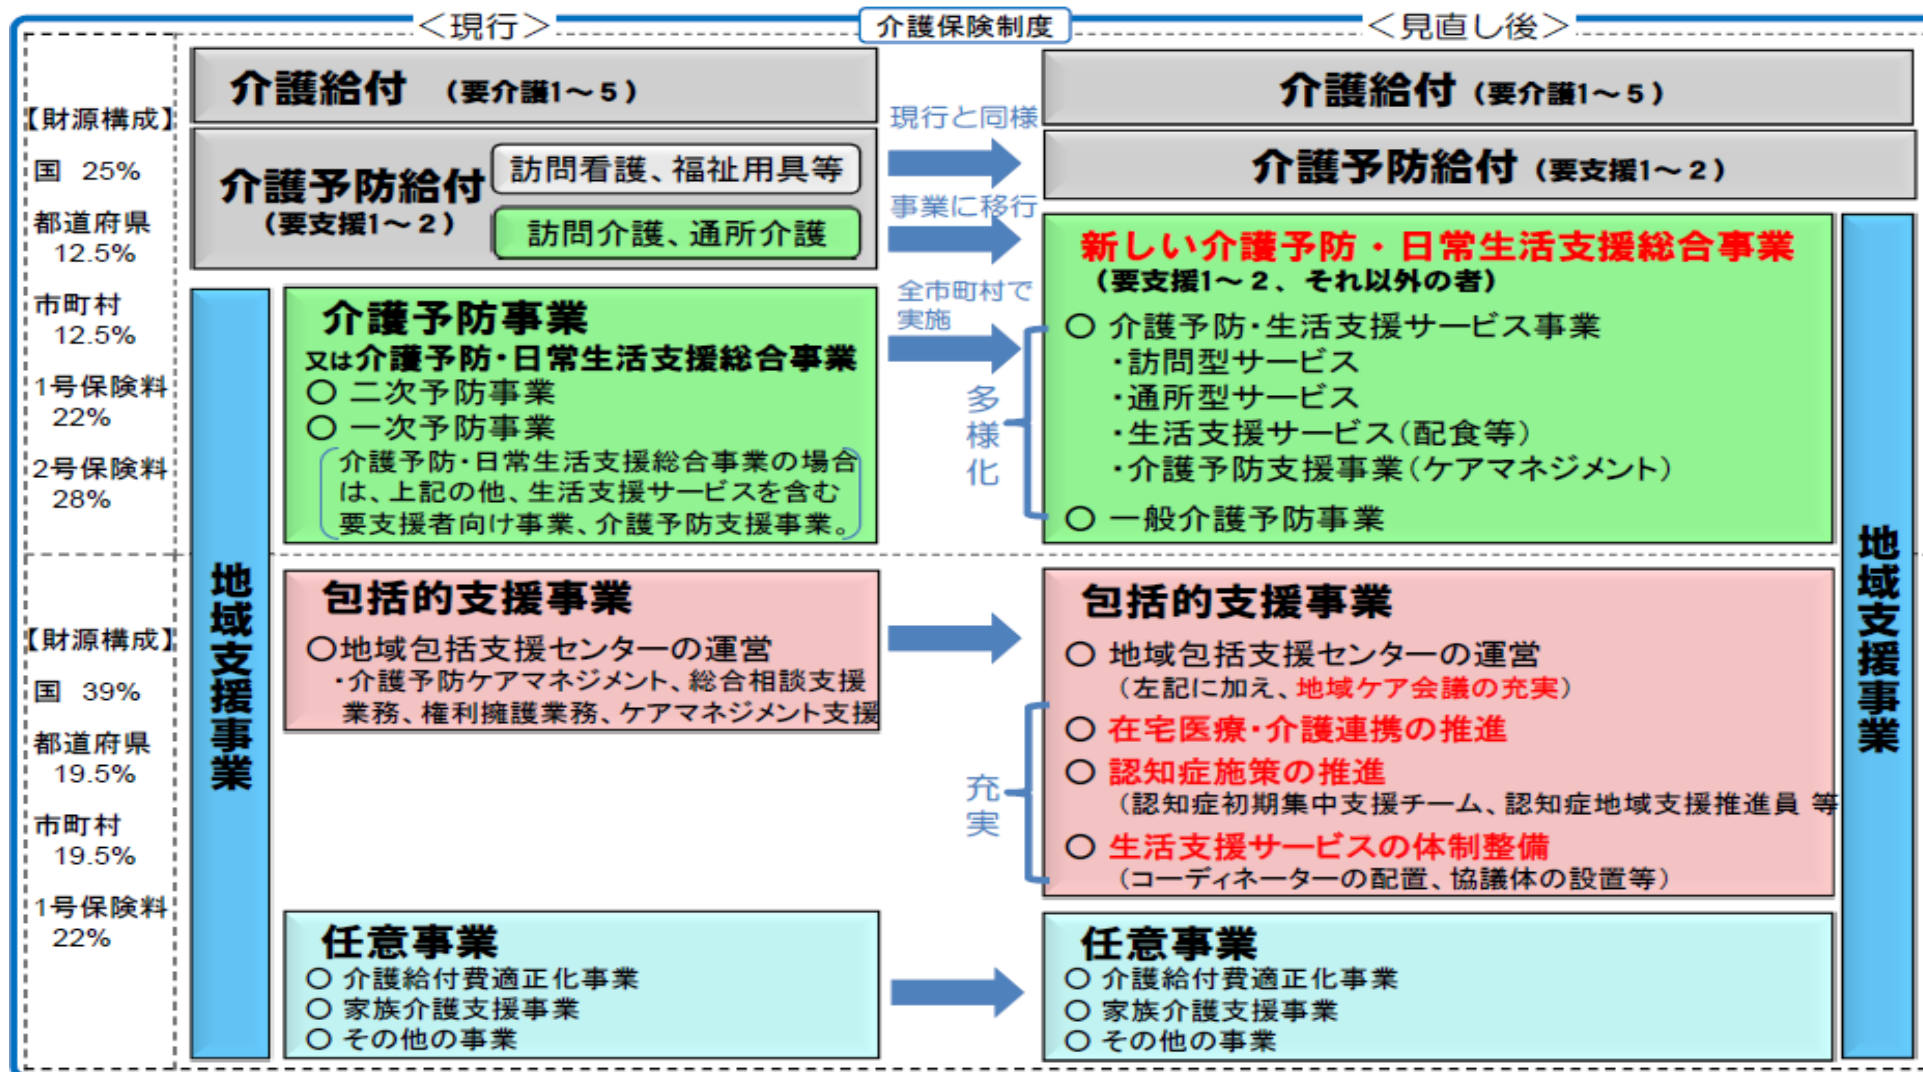 <現行>
介護保険制度
<見直し後>
【財源構成】
国 25%
都道府県
12.5%
市町村
12.5%
1号保険料
22%
2号保険料
28%
【財源構成】
国 39%
都道府県
19.5%
市町村
19.5%
1号保険料
22%
介護給付 (要介護1~5)
介護予防給付
(要支援1~2)
訪問看護、福祉用具等
訪問介護、通所介護
地域支援事業
介護予防事業
又は介護予防・日常生活支援総合事業
○ 二次予防事業
○ 一次予防事業
介護予防・日常生活支援総合事業の場合
は、上記の他、生活支援サービスを含む
要支援者向け事業、介護予防支援事業。
包括的支援事業
○地域包括支援センターの運営
・介護予防ケアマネジメント、総合相談支援
業務、権利擁護業務、ケアマネジメント支援
任意事業
○ 介護給付費適正化事業
○ 家族介護支援事業
○ その他の事業
現行と同様
事業に移行
全市町村で
実施
多様化
充実
介護給付 (要介護1~5)
介護予防給付 (要支援1~2)
新しい介護予防・日常生活支援総合事業
(要支援1~2、それ以外の者)
○ 介護予防・生活支援サービス事業
・訪問型サービス
・通所型サービス
・生活支援サービス(配食等)
・介護予防支援事業(ケアマネジメント)
○ 一般介護予防事業
包括的支援事業
○ 地域包括支援センターの運営
(左記に加え、地域ケア会議の充実)
○ 在宅医療・介護連携の推進
○ 認知症施策の推進
(認知症初期集中支援チーム、認知症地域支援推進員 等
○ 生活支援サービスの体制整備
(コーディネーターの配置、協議体の設置等)
任意事業
○ 介護給付費適正化事業
○ 家族介護支援事業
○ その他の事業
地域支援事業